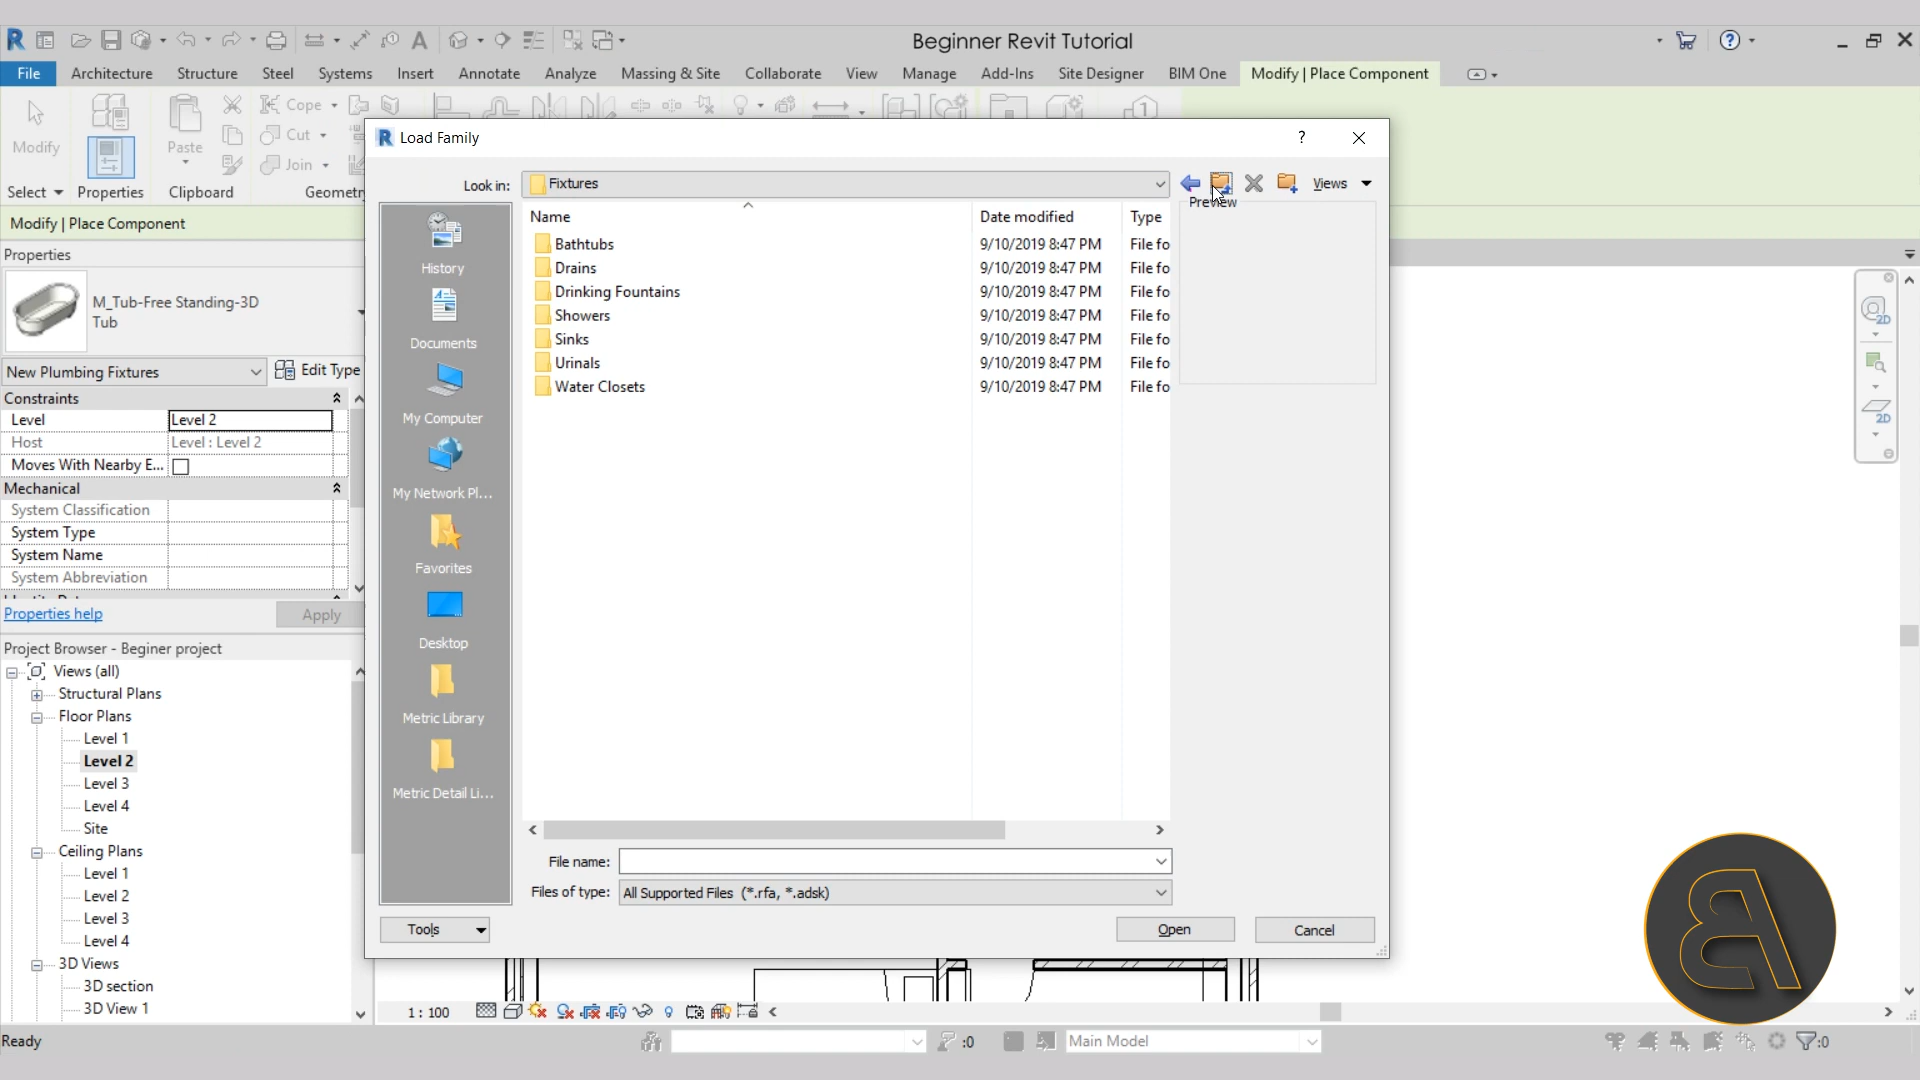 Beginner Revit Tutorial
File Architecture Structure Steel Systems Insert Annotate Analyze Massing & Site Collaborate View Manage Add-Ins Site Designer BIM One Modify | Place Component
Modify Paste Cope Cut Join
Select Properties Clipboard Geometr
Modify | Place Component
Properties
M_Tub-Free Standing-3D
Tub
New Plumbing Fixtures Edit Type
Constraints
Level Level 2
Host Level : Level 2
Moves With Nearby E...
Mechanical
System Classification
System Type
System Name
System Abbreviation
Properties help Apply
Project Browser - Beginer project
Views (all)
Structural Plans
Floor Plans
Level 1
Level 2
Level 3
Level 4
Site
Ceiling Plans
Level 1
Level 2
Level 3
Level 4
3D Views
3D section
3D View 1
Load Family
?
Look in: Fixtures Views
Preview
History
Documents
My Computer
My Network Pl...
Favorites
Desktop
Metric Library
Metric Detail Li...
Name Date modified Type
Bathtubs 9/10/2019 8:47 PM File fo
Drains 9/10/2019 8:47 PM File fo
Drinking Fountains 9/10/2019 8:47 PM File fo
Showers 9/10/2019 8:47 PM File fo
Sinks 9/10/2019 8:47 PM File fo
Urinals 9/10/2019 8:47 PM File fo
Water Closets 9/10/2019 8:47 PM File fo
File name:
Files of type: All Supported Files (*.rfa, *.adsk)
Tools Open Cancel
2D
2D
1 : 100
Ready :0 Main Model :0